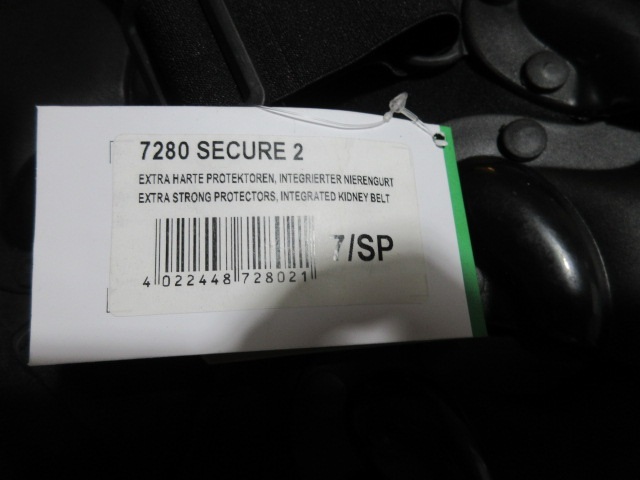 7280 SECURE 2
EXTRA HARTE PROTEKTOREN, INTEGRIERTER NIERENGURT
EXTRA STRONG PROTECTORS, INTEGRATED KIDNEY BELT
7/SP
4 022448 728021